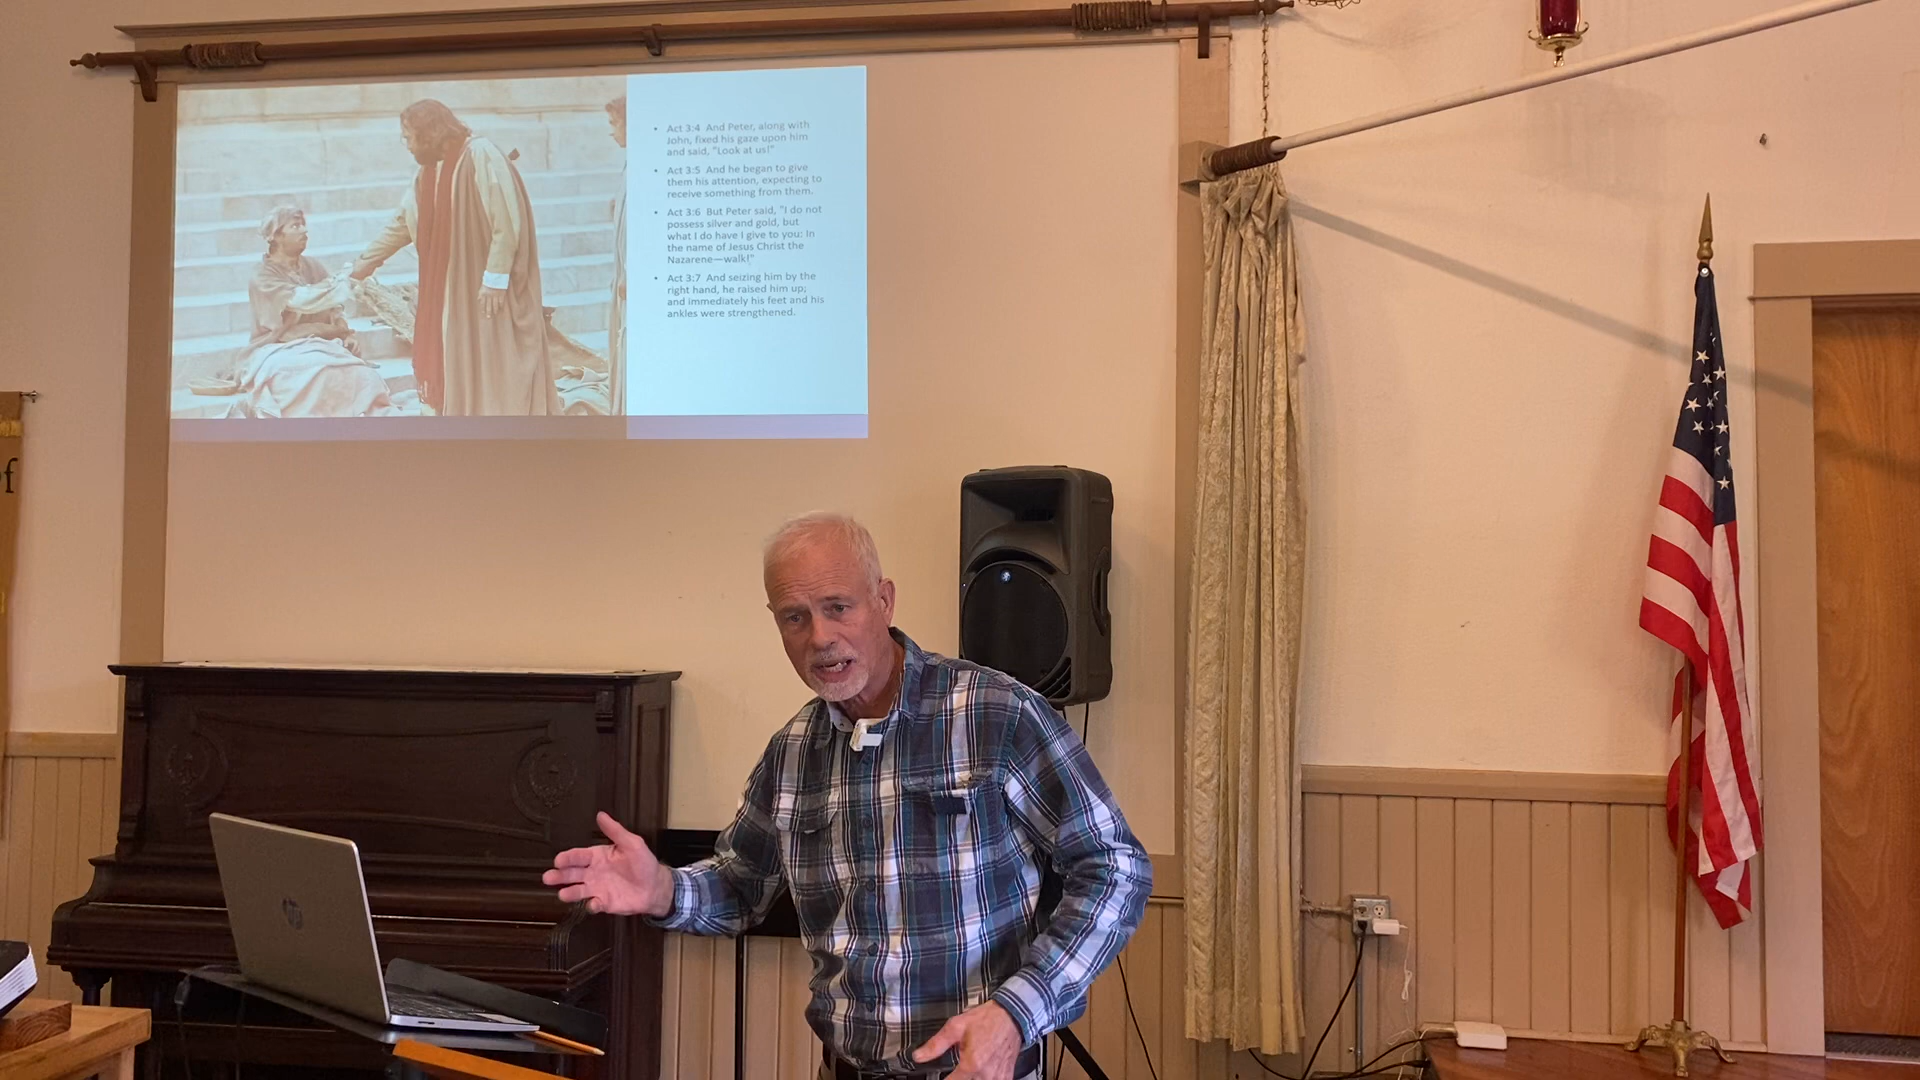 • Act 3:4 And Peter, along with
John, fixed his gaze upon him
and said, "Look at us!"
• Act 3:5 And he began to give
them his attention, expecting to
receive something from them.
• Act 3:6 But Peter said, "I do not
possess silver and gold, but
what I do have I give to you: In
the name of Jesus Christ the
Nazarene—walk!"
• Act 3:7 And seizing him by the
right hand, he raised him up;
and immediately his feet and his
ankles were strengthened.
hp